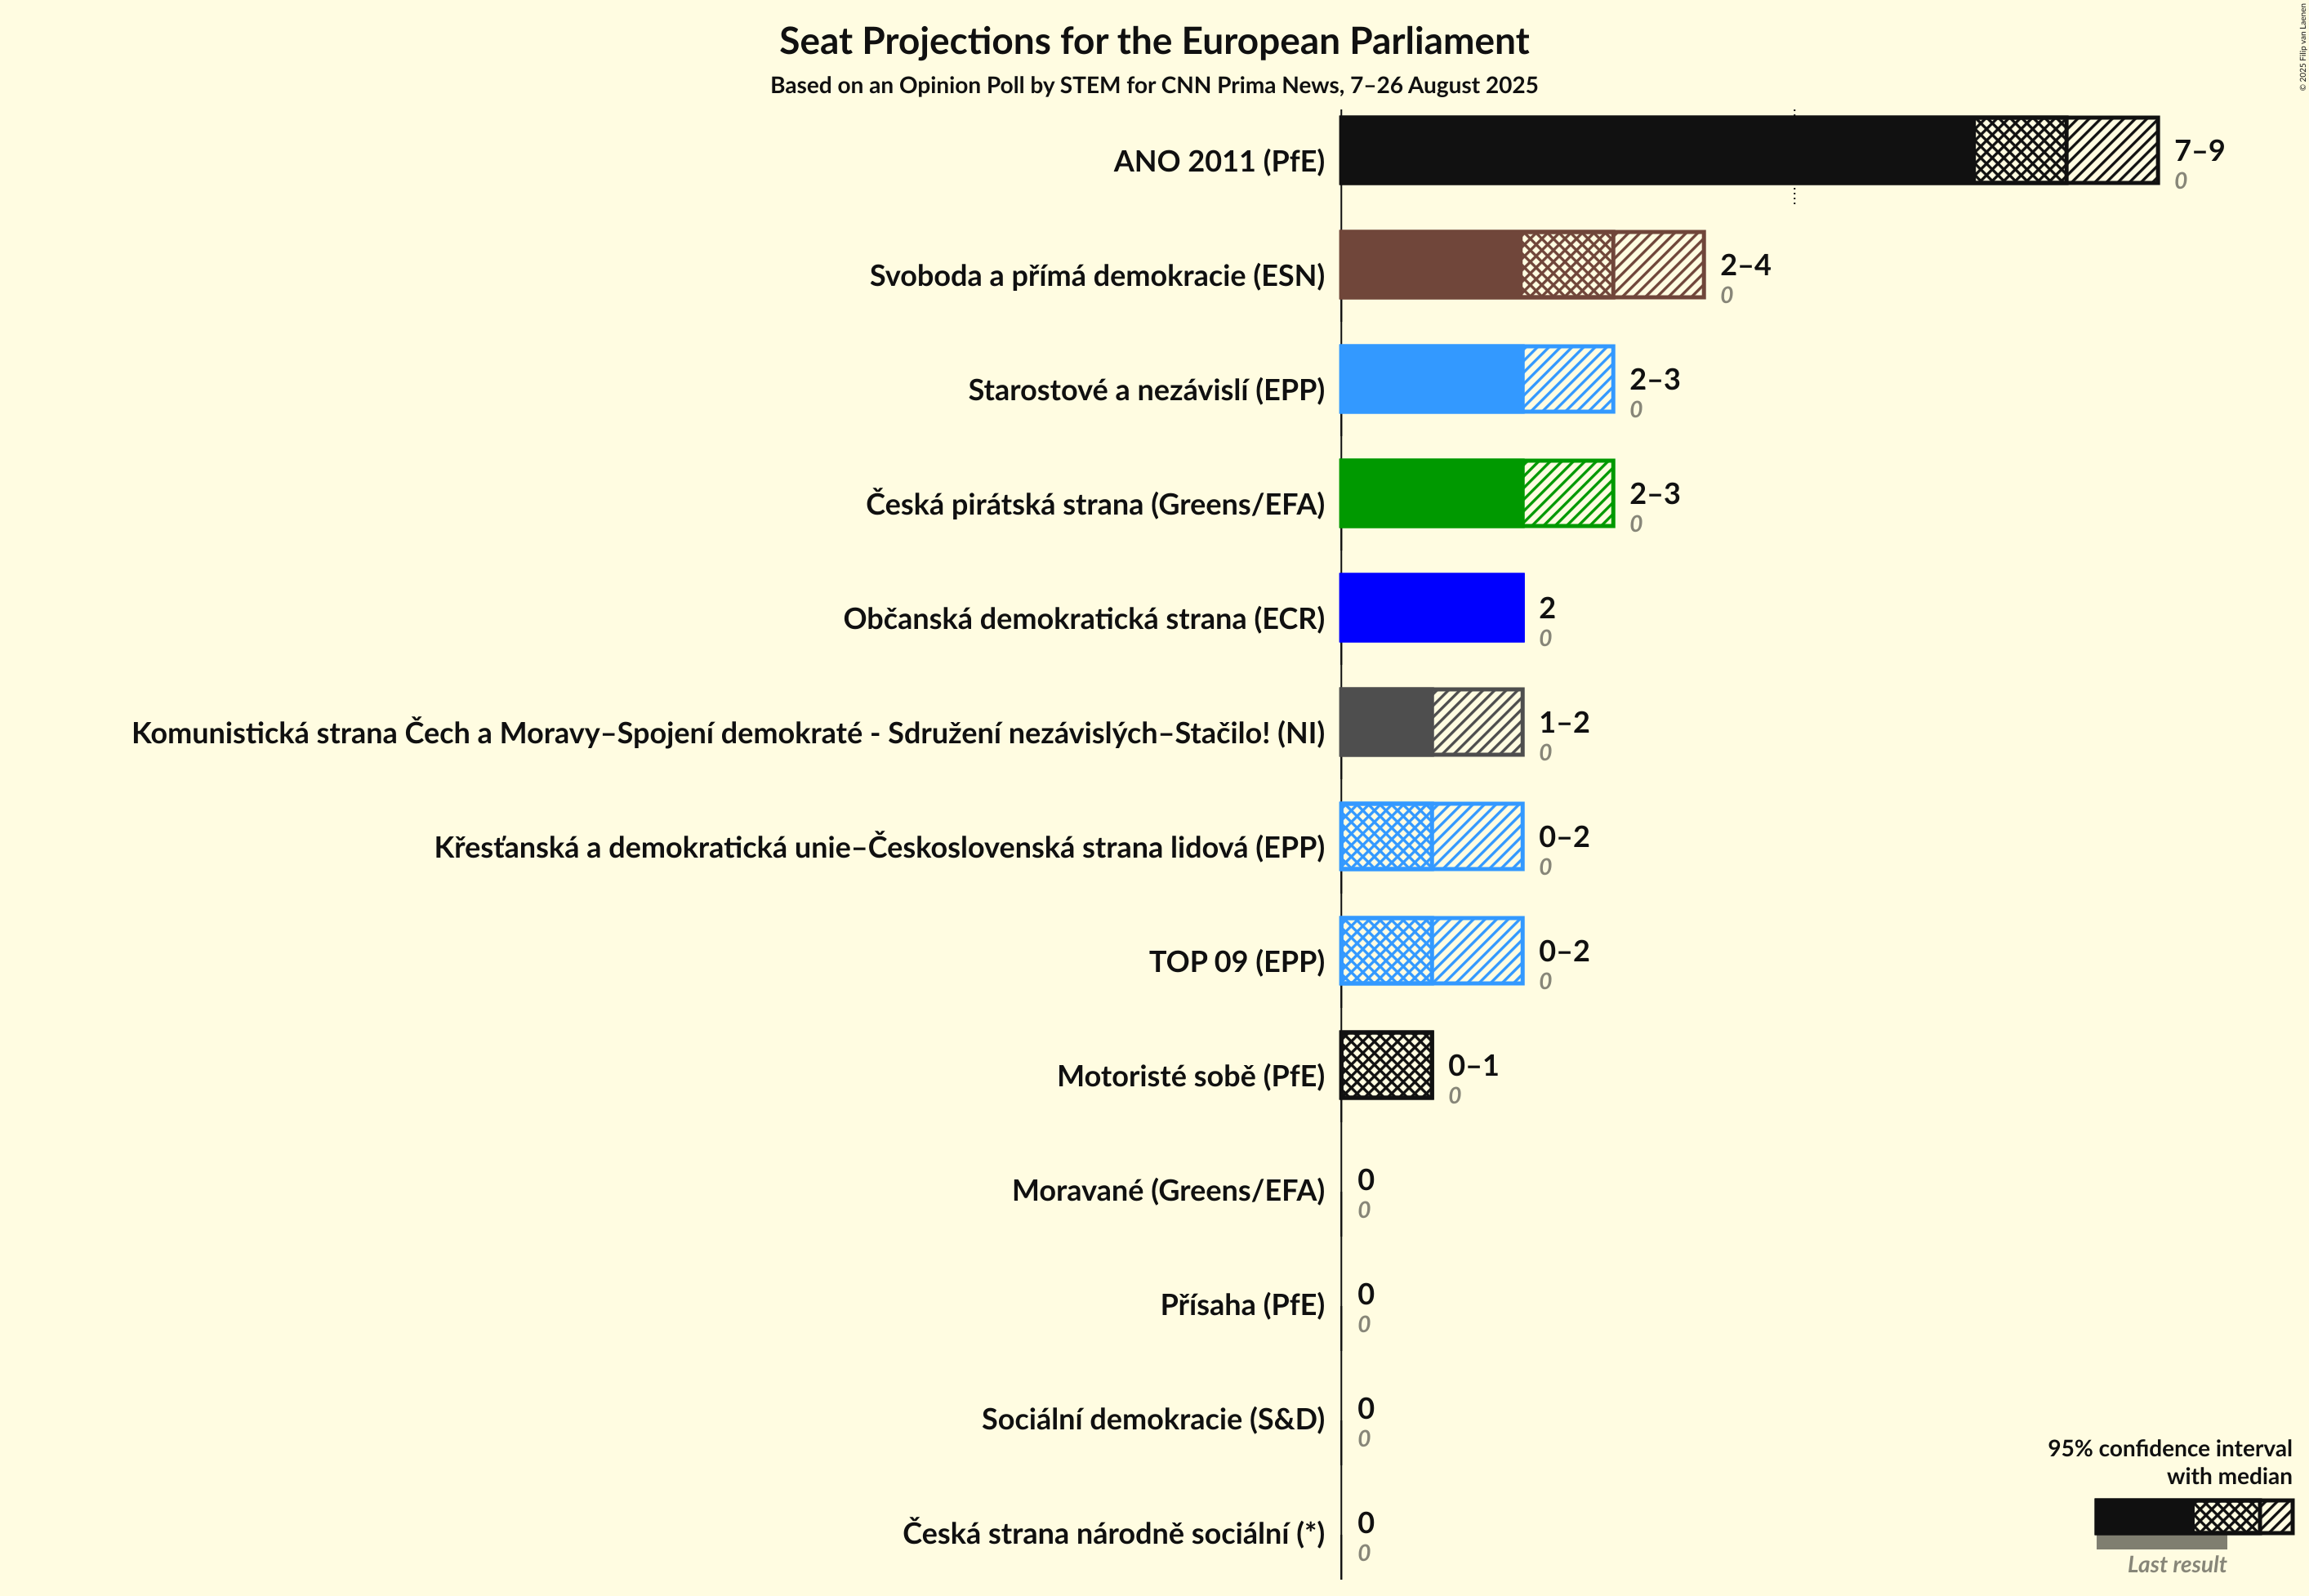 Seat Projections for the European Parliament
Based on an Opinion Poll by STEM for CNN Prima News, 7–26 August 2025
© 2025 Filip van Laenen
ANO 2011 (PfE)
7–9
0
Svoboda a přímá demokracie (ESN)
2–4
0
Starostové a nezávislí (EPP)
2–3
0
Česká pirátská strana (Greens/EFA)
2–3
0
Občanská demokratická strana (ECR)
2
0
Komunistická strana Čech a Moravy–Spojení demokraté - Sdružení nezávislých–Stačilo! (NI)
1–2
0
Křesťanská a demokratická unie–Československá strana lidová (EPP)
0–2
0
TOP 09 (EPP)
0–2
0
Motoristé sobě (PfE)
0–1
0
Moravané (Greens/EFA)
0
0
Přísaha (PfE)
0
0
Sociální demokracie (S&D)
0
0
Česká strana národně sociální (*)
0
0
95% confidence interval
with median
Last result